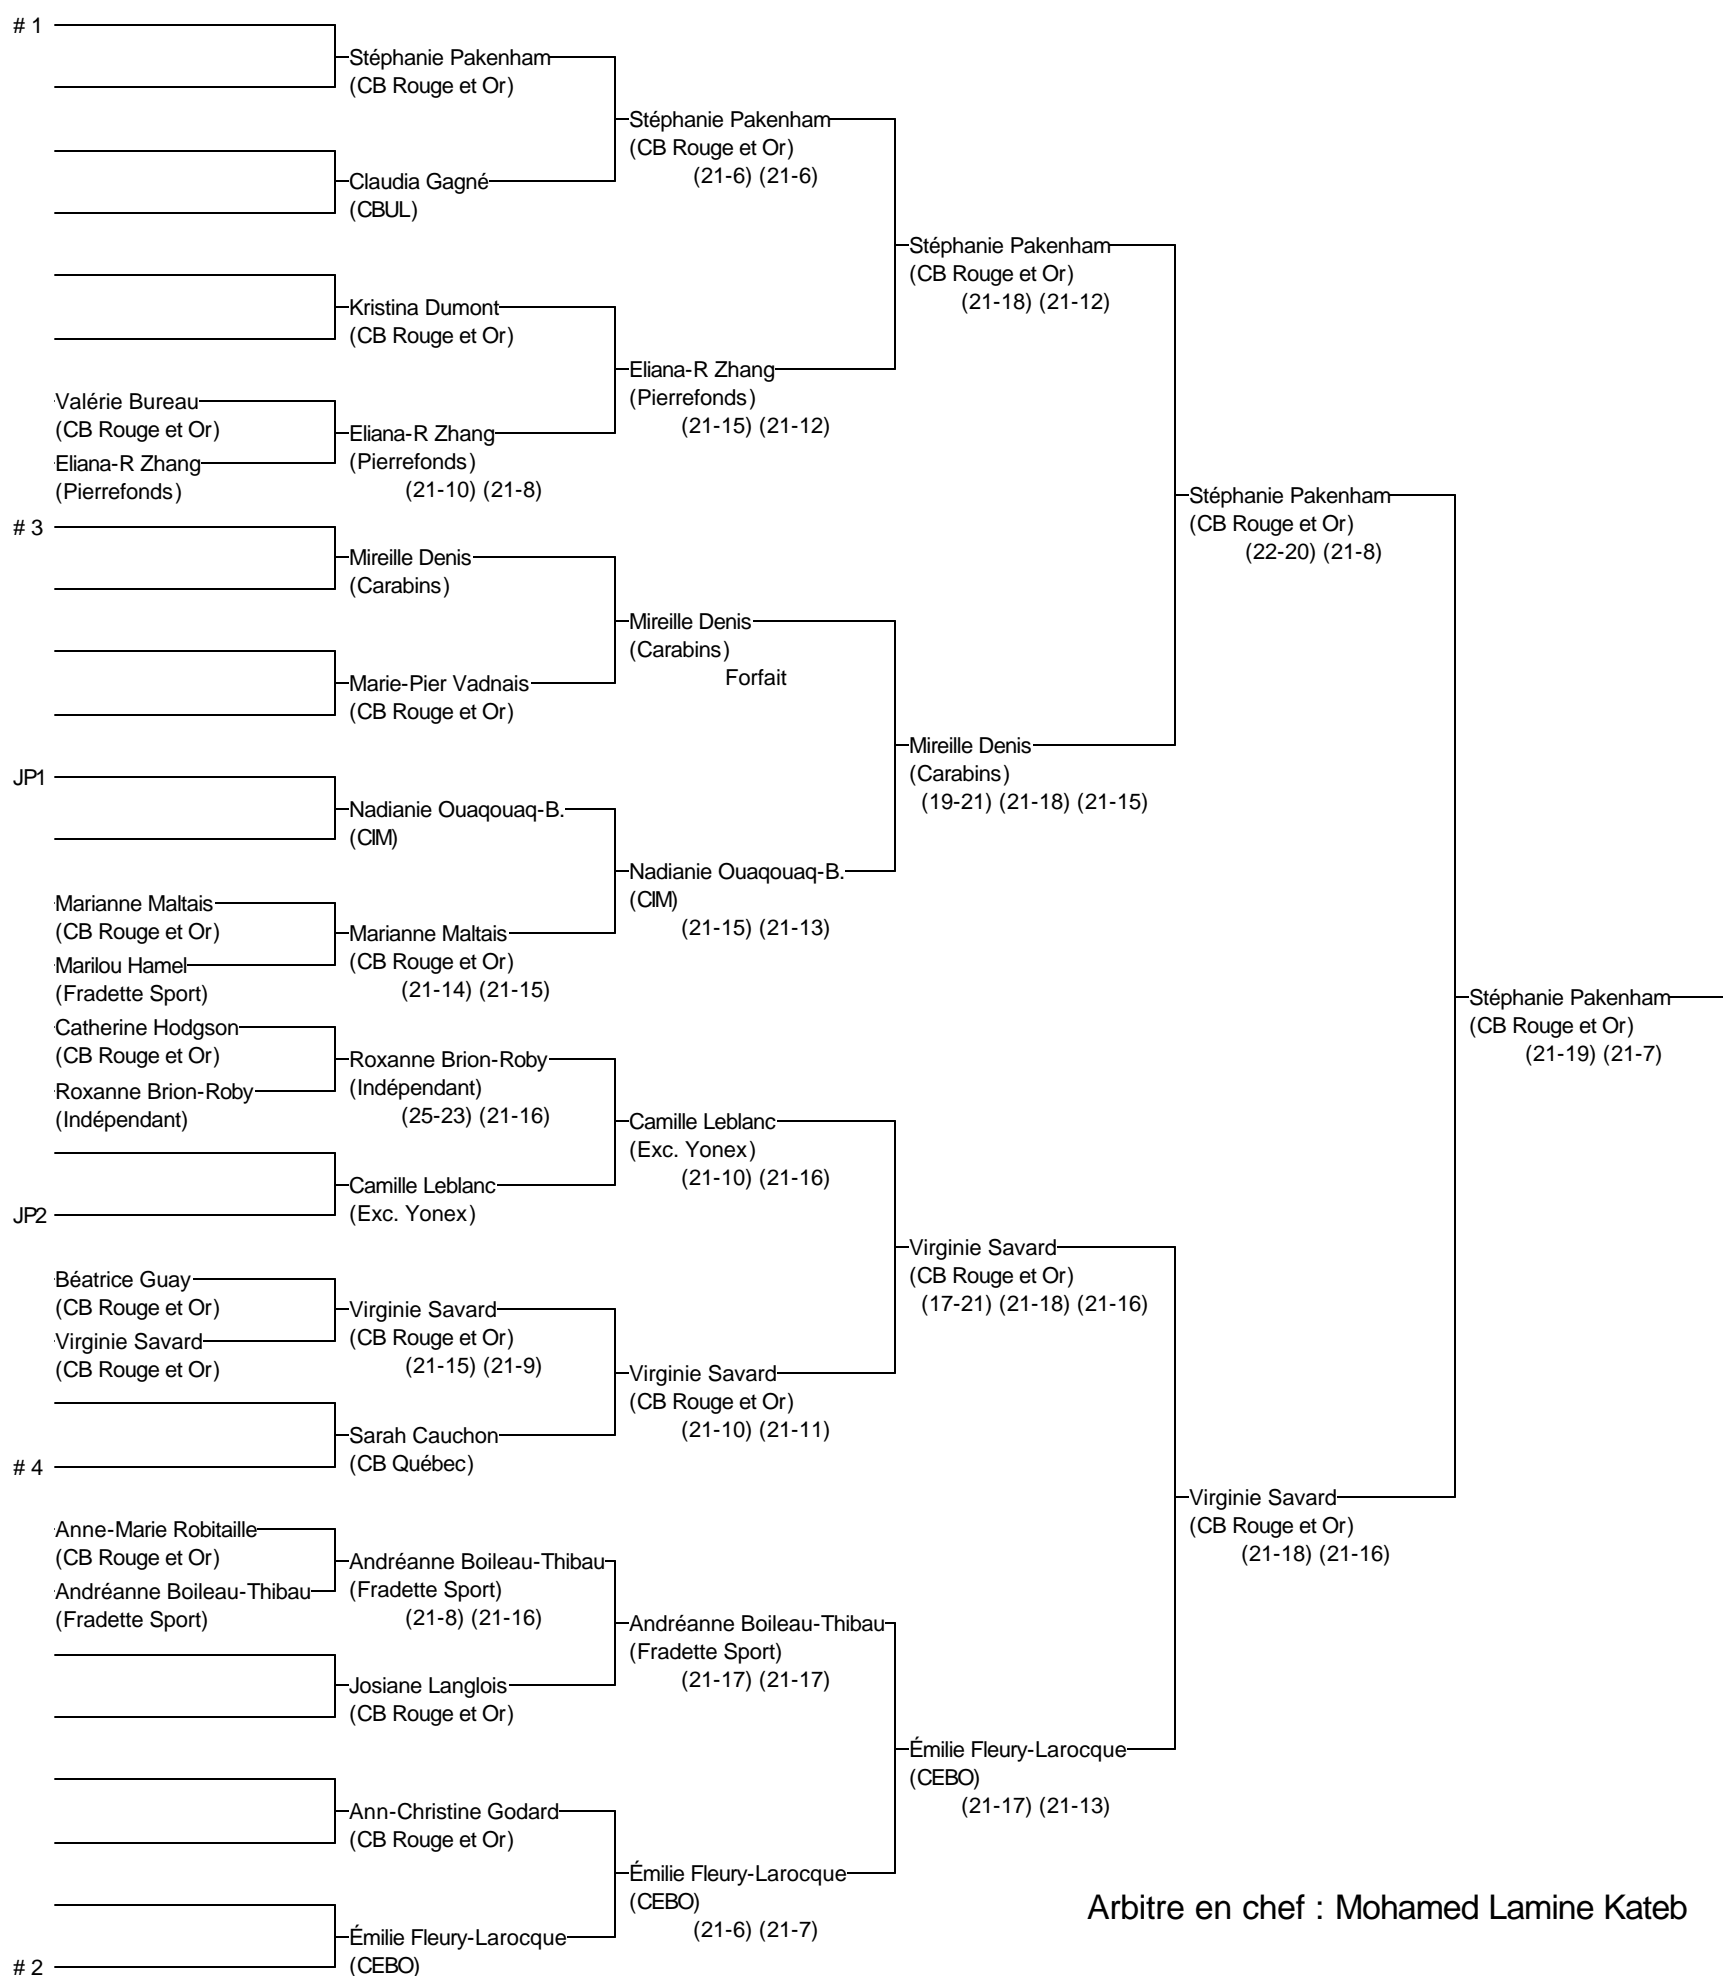 # 1
Stéphanie Pakenham
(CB Rouge et Or)
Stéphanie Pakenham
(CB Rouge et Or)
(21-6) (21-6)
Claudia Gagné
(CBUL)
Stéphanie Pakenham
(CB Rouge et Or)
(21-18) (21-12)
Kristina Dumont
(CB Rouge et Or)
Eliana-R Zhang
(Pierrefonds)
(21-15) (21-12)
Valérie Bureau
(CB Rouge et Or)
Eliana-R Zhang
(Pierrefonds)
Eliana-R Zhang
(Pierrefonds)
(21-10) (21-8)
Stéphanie Pakenham
(CB Rouge et Or)
(22-20) (21-8)
# 3
Mireille Denis
(Carabins)
Mireille Denis
(Carabins)
Forfait
Marie-Pier Vadnais
(CB Rouge et Or)
Mireille Denis
(Carabins)
(19-21) (21-18) (21-15)
JP1
Nadianie Ouaqouaq-B.
(CIM)
Nadianie Ouaqouaq-B.
(CIM)
(21-15) (21-13)
Marianne Maltais
(CB Rouge et Or)
Marilou Hamel
(Fradette Sport)
Marianne Maltais
(CB Rouge et Or)
(21-14) (21-15)
Stéphanie Pakenham
(CB Rouge et Or)
(21-19) (21-7)
Catherine Hodgson
(CB Rouge et Or)
Roxanne Brion-Roby
(Indépendant)
Roxanne Brion-Roby
(Indépendant)
(25-23) (21-16)
Camille Leblanc
(Exc. Yonex)
(21-10) (21-16)
Camille Leblanc
(Exc. Yonex)
JP2
Virginie Savard
(CB Rouge et Or)
(17-21) (21-18) (21-16)
Béatrice Guay
(CB Rouge et Or)
Virginie Savard
(CB Rouge et Or)
Virginie Savard
(CB Rouge et Or)
(21-15) (21-9)
Virginie Savard
(CB Rouge et Or)
(21-10) (21-11)
Sarah Cauchon
(CB Québec)
# 4
Virginie Savard
(CB Rouge et Or)
(21-18) (21-16)
Anne-Marie Robitaille
(CB Rouge et Or)
Andréanne Boileau-Thibau
(Fradette Sport)
Andréanne Boileau-Thibau
(Fradette Sport)
(21-8) (21-16)
Andréanne Boileau-Thibau
(Fradette Sport)
(21-17) (21-17)
Josiane Langlois
(CB Rouge et Or)
Émilie Fleury-Larocque
(CEBO)
(21-17) (21-13)
Ann-Christine Godard
(CB Rouge et Or)
Émilie Fleury-Larocque
(CEBO)
(21-6) (21-7)
Émilie Fleury-Larocque
(CEBO)
# 2
Arbitre en chef : Mohamed Lamine Kateb